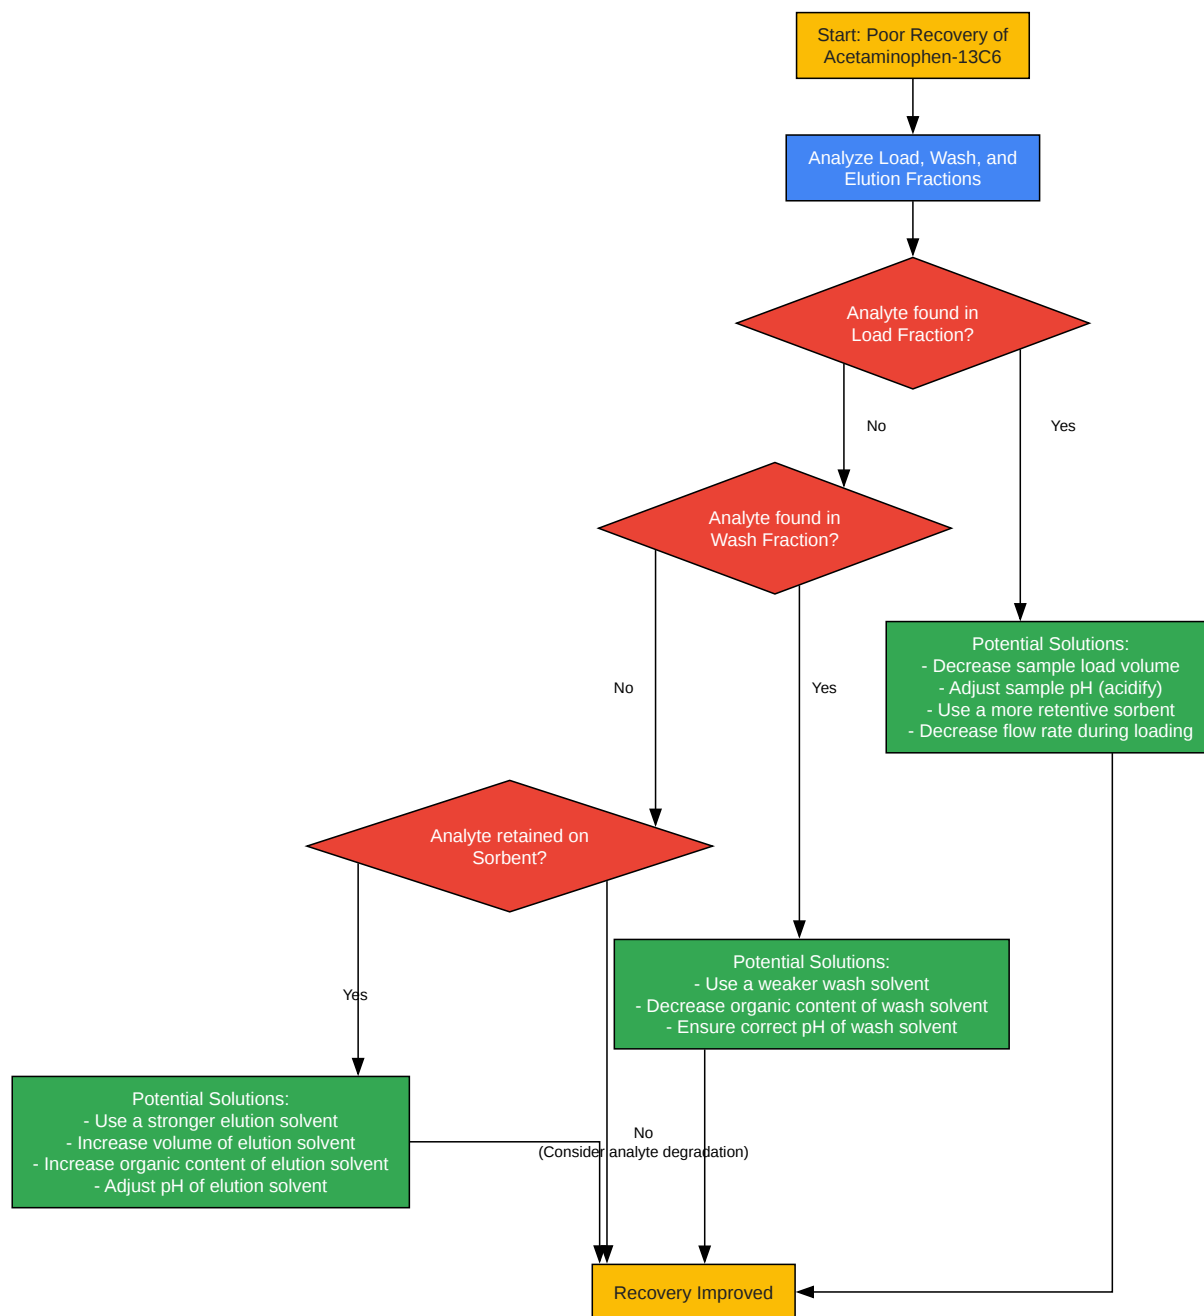 Start: Poor Recovery of
Acetaminophen-13C6
Analyze Load, Wash, and
Elution Fractions
Analyte found in
Load Fraction?
No
Yes
Analyte found in
Wash Fraction?
Potential Solutions:
- Decrease sample load volume
- Adjust sample pH (acidify)
- Use a more retentive sorbent
- Decrease flow rate during loading
No
Yes
Analyte retained on
Sorbent?
Potential Solutions:
- Use a weaker wash solvent
- Decrease organic content of wash solvent
- Ensure correct pH of wash solvent
Yes
Potential Solutions:
- Use a stronger elution solvent
- Increase volume of elution solvent
- Increase organic content of elution solvent
- Adjust pH of elution solvent
No
(Consider analyte degradation)
Recovery Improved